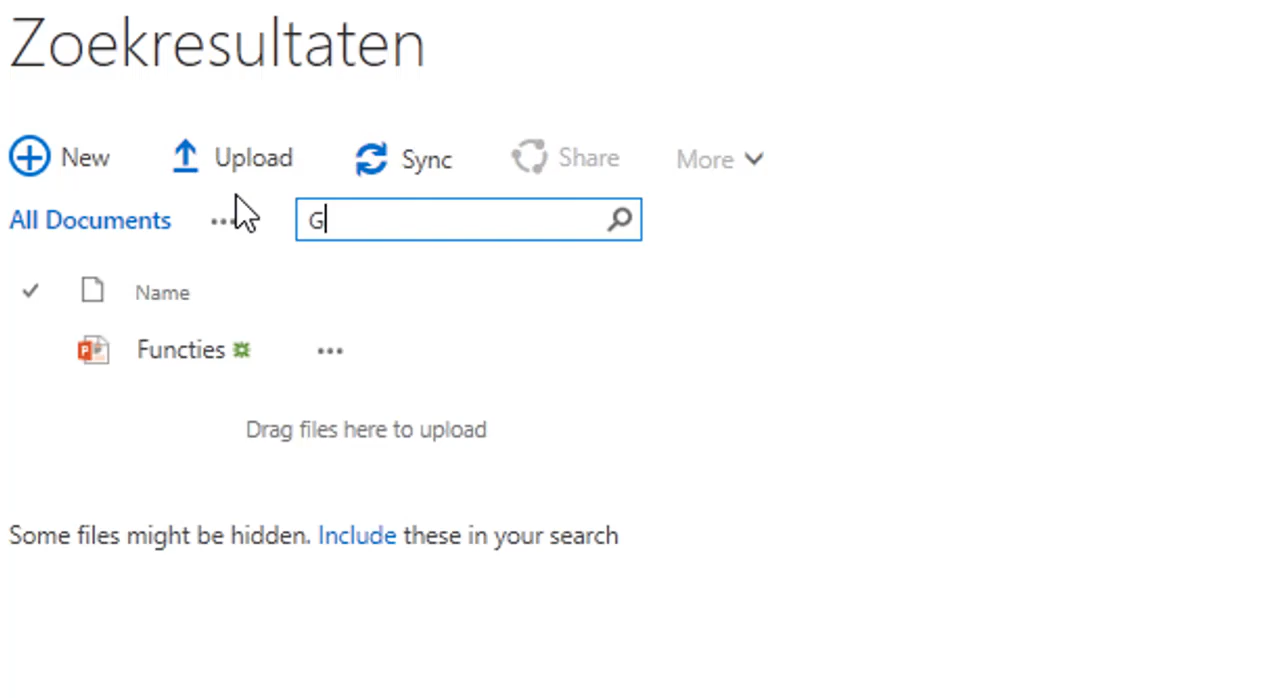 Zoekresultaten
New Upload Sync Share More
All Documents ... G
Name
Functies ...
Drag files here to upload
Some files might be hidden. Include these in your search